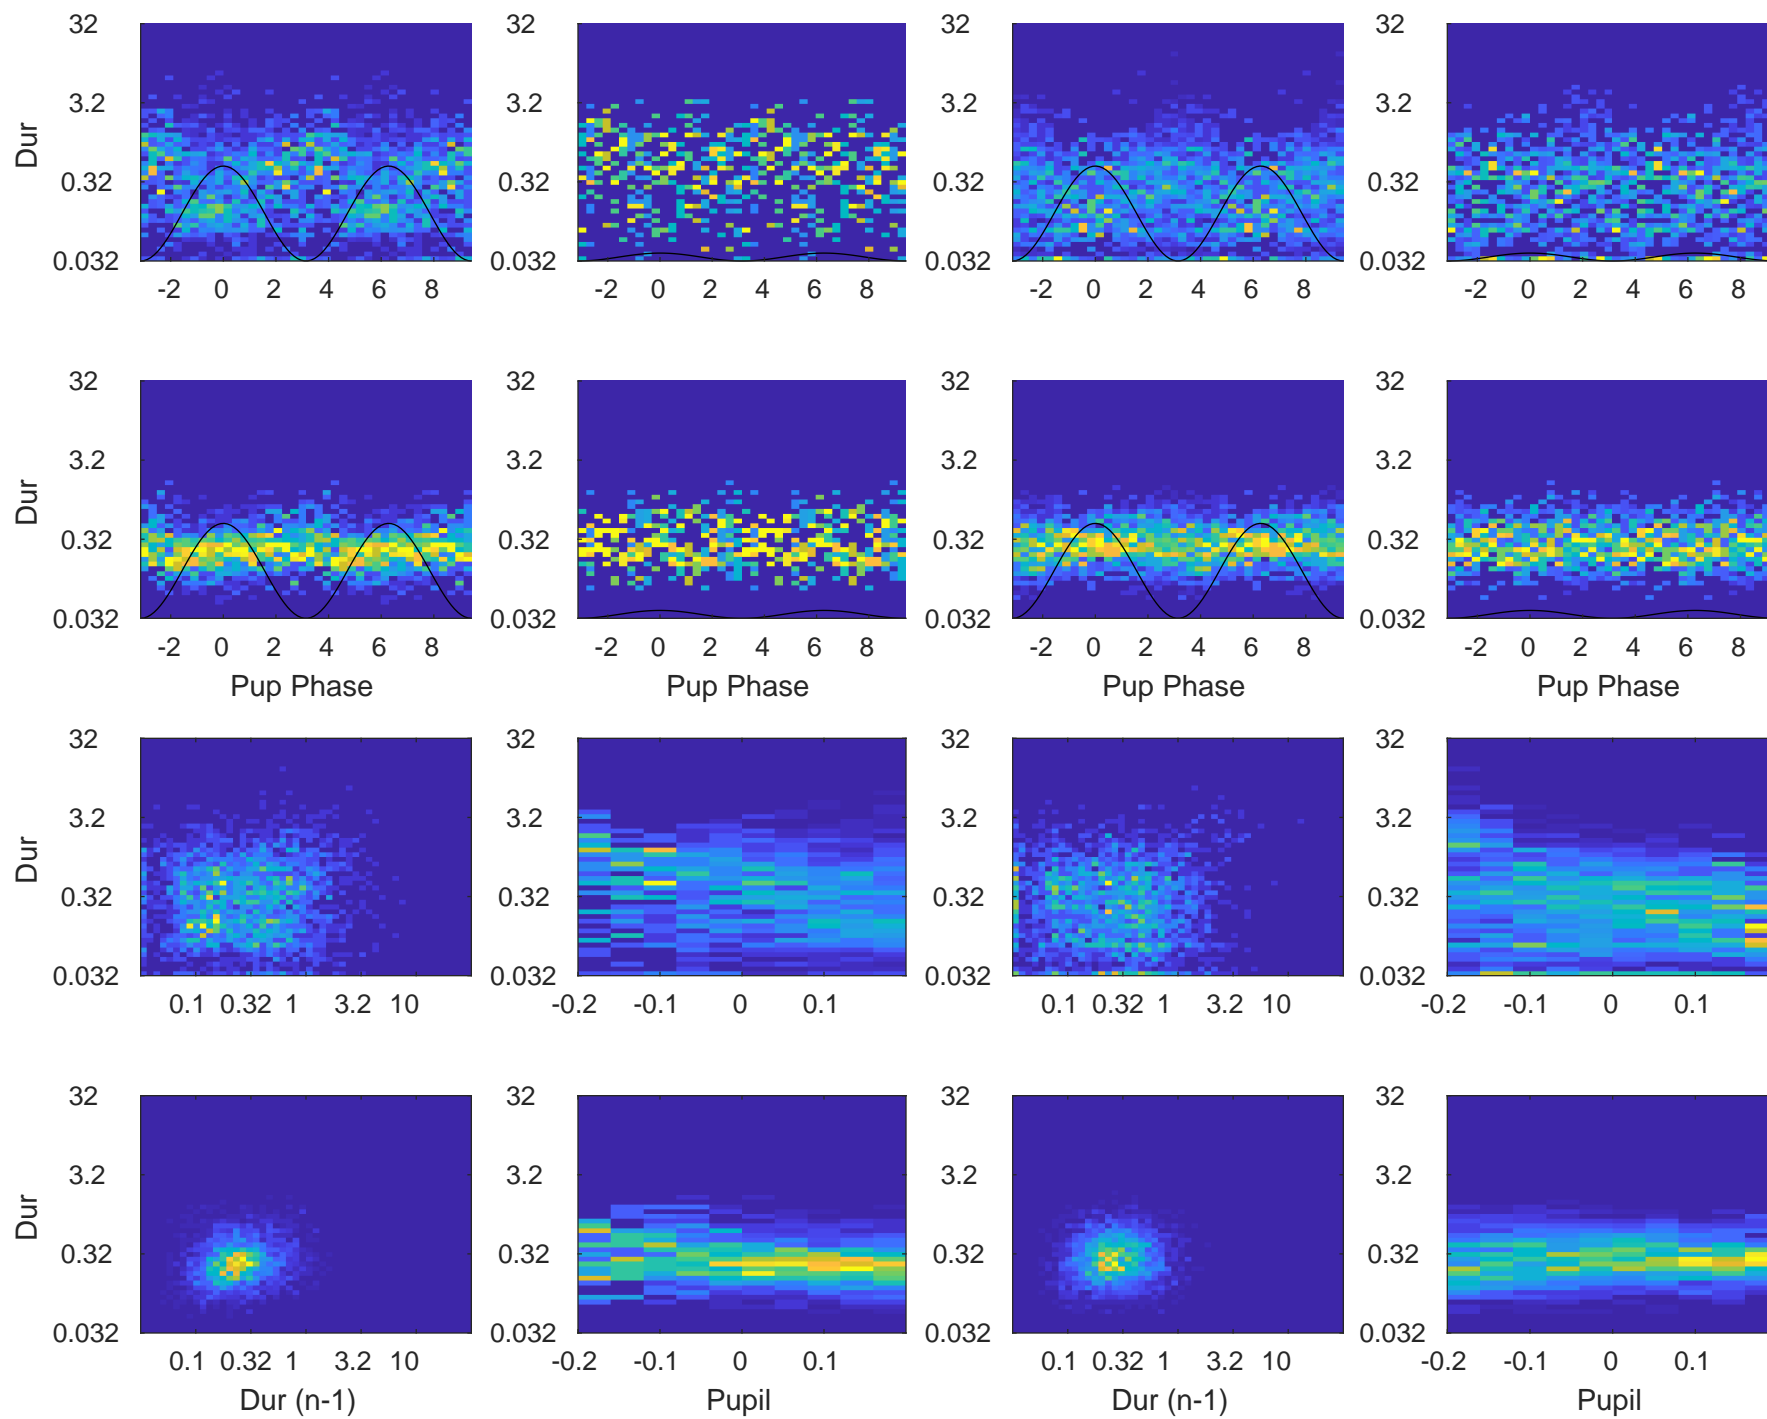 32 32 32 32
3.2 3.2 3.2 3.2
Dur
0.32 0.32 0.32 0.32
0.032 0.032 0.032 0.032
-2 0 2 4 6 8 -2 0 2 4 6 8 -2 0 2 4 6 8 -2 0 2 4 6 8
32 32 32 32
3.2 3.2 3.2 3.2
Dur
0.32 0.32 0.32 0.32
0.032 0.032 0.032 0.032
-2 0 2 4 6 8 -2 0 2 4 6 8 -2 0 2 4 6 8 -2 0 2 4 6 8
Pup Phase Pup Phase Pup Phase Pup Phase
32 32 32 32
3.2 3.2 3.2 3.2
Dur
0.32 0.32 0.32 0.32
0.032 0.032 0.032 0.032
0.1 0.32 1 3.2 10 -0.2 -0.1 0 0.1 0.1 0.32 1 3.2 10 -0.2 -0.1 0 0.1
32 32 32 32
3.2 3.2 3.2 3.2
Dur
0.32 0.32 0.32 0.32
0.032 0.032 0.032 0.032
0.1 0.32 1 3.2 10 -0.2 -0.1 0 0.1 0.1 0.32 1 3.2 10 -0.2 -0.1 0 0.1
Dur (n-1) Pupil Dur (n-1) Pupil